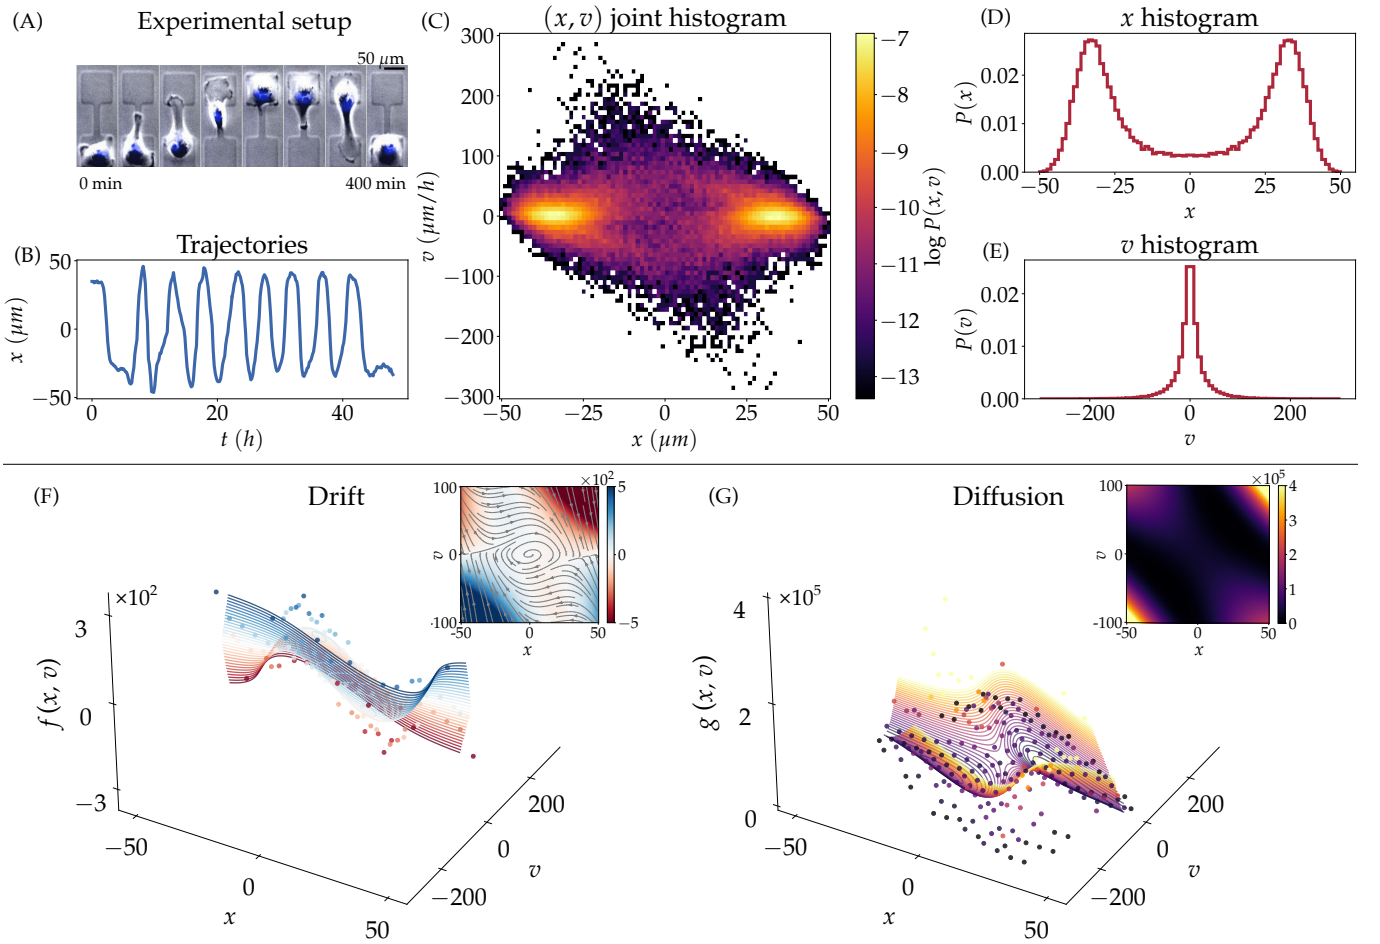 (A)
Experimental setup
50 μm
0 min
400 min
(B)
Trajectories
50
0
−50
x (μm)
0
20
40
t (h)
(C)
(x, v) joint histogram
300
200
100
0
−100
−200
−300
v (μm/h)
−50
−25
0
25
50
x (μm)
−7
−8
−9
−10
−11
−12
−13
log P(x, v)
(D)
x histogram
0.02
0.01
0.00
P(x)
−50
−25
0
25
50
x
(E)
v histogram
0.02
0.01
0.00
P(v)
−200
0
200
v
(F)
Drift
×10²
3
0
−3
f(x, v)
−50
0
50
x
−200
0
200
v
100
0
-100
v
-50
0
50
x
×10²
5
0
−5
(G)
Diffusion
×10⁵
4
2
0
g (x, v)
−50
0
50
x
−200
0
200
v
100
0
-100
v
-50
0
50
x
×10⁵
4
3
2
1
0